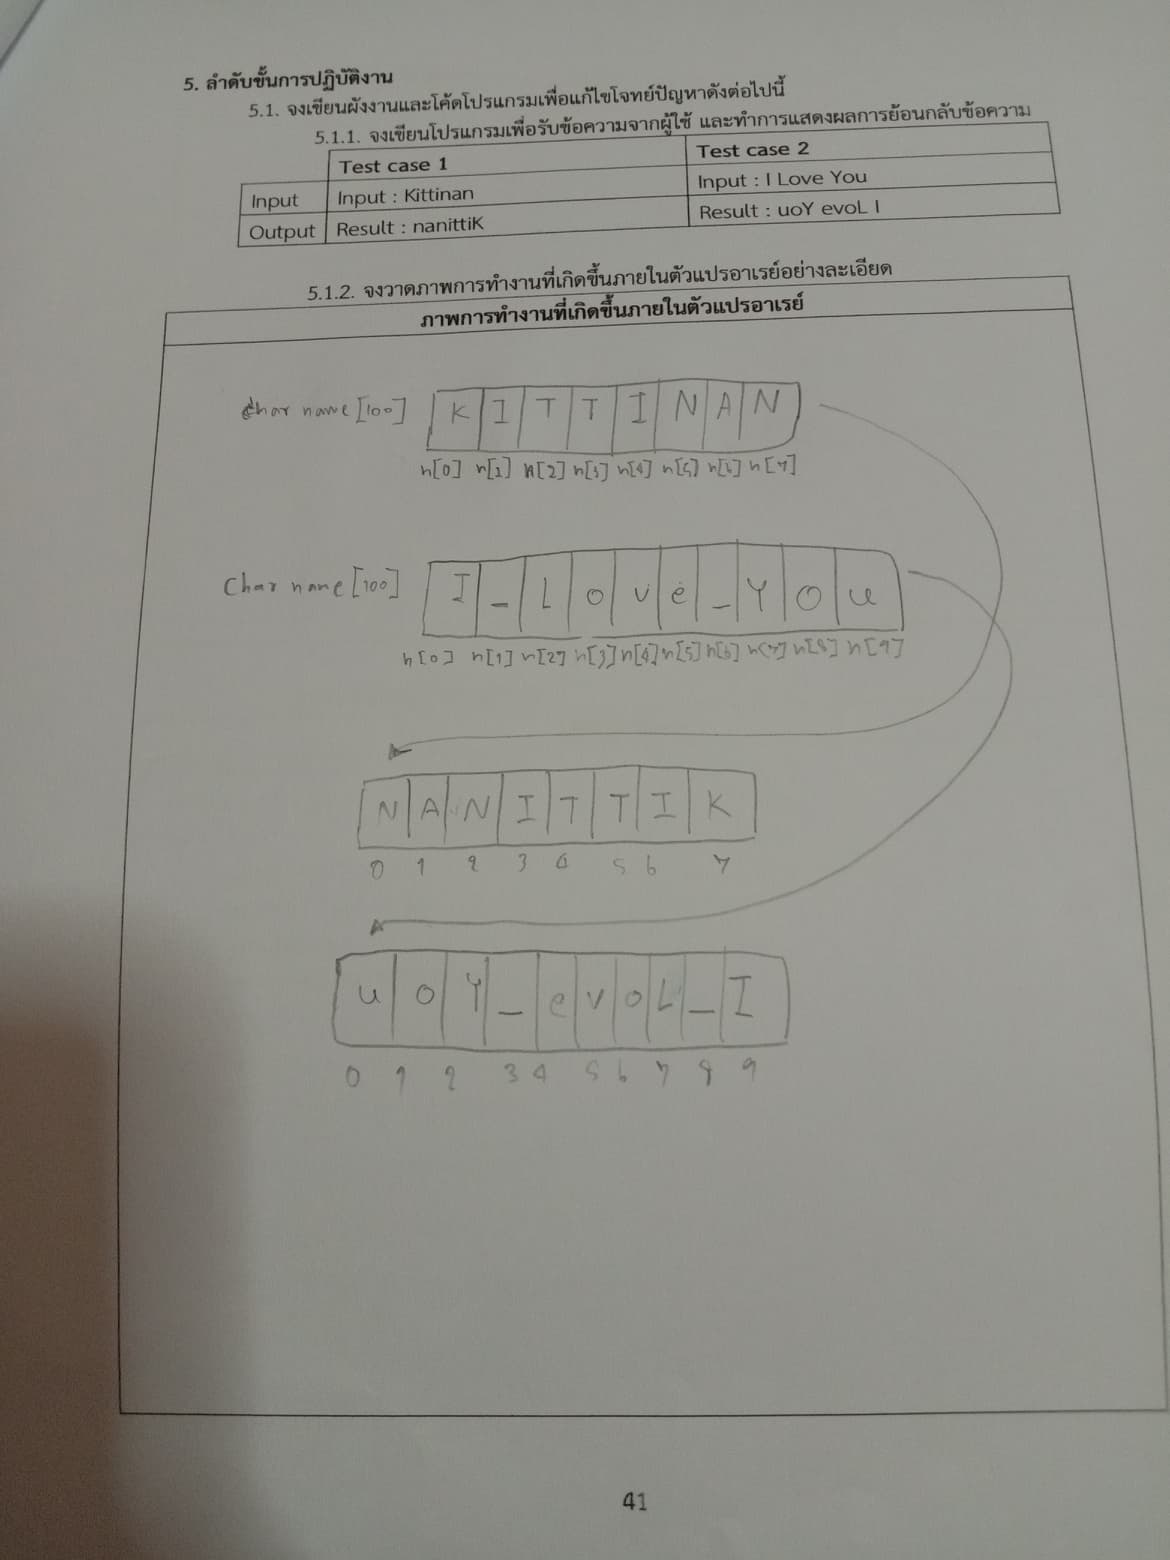 5. ลำดับขั้นการปฏิบัติงาน
5.1. จงเขียนผังงานและโค้ดโปรแกรมเพื่อแก้ไขโจทย์ปัญหาดังต่อไปนี้
5.1.1. จงเขียนโปรแกรมเพื่อรับข้อความจากผู้ใช้ และทำการแสดงผลการย้อนกลับข้อความ
Test case 1 Test case 2
Input Input : Kittinan Input : I Love You
Output Result : nanittiK Result : uoY evoL I
5.1.2. จงวาดภาพการทำงานที่เกิดขึ้นภายในตัวแปรอาเรย์อย่างละเอียด
ภาพการทำงานที่เกิดขึ้นภายในตัวแปรอาเรย์
char name [100] K I T T I N A N
n[0] n[1] n[2] n[3] n[4] n[5] n[6] n[7]
Char name [100] I _ L o v e _ Y O u
n[0] n[1] n[2] n[3] n[4] n[5] n[6] n[7] n[8] n[9]
N A N I T T I K
0 1 2 3 4 5 6 7
u o Y _ e v o L _ I
0 1 2 3 4 5 6 7 8 9
41